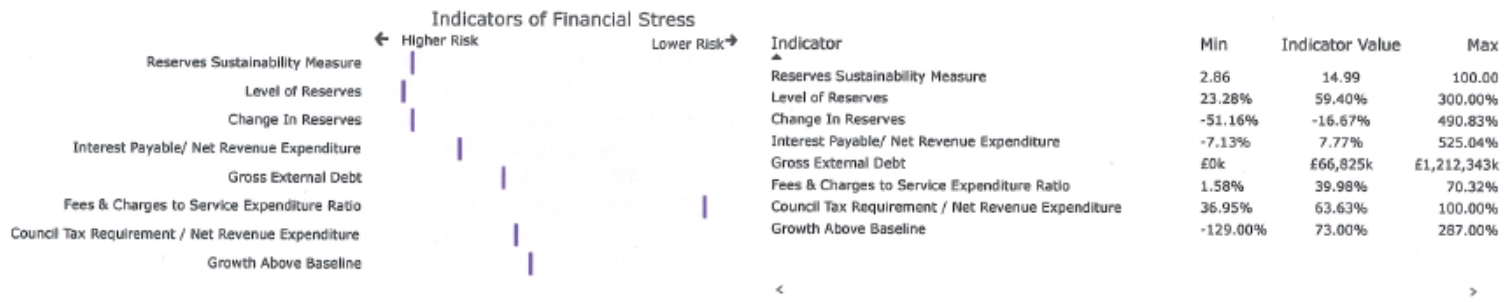 Indicators of Financial Stress
← Higher Risk Lower Risk →
Reserves Sustainability Measure
Level of Reserves
Change In Reserves
Interest Payable/ Net Revenue Expenditure
Gross External Debt
Fees & Charges to Service Expenditure Ratio
Council Tax Requirement / Net Revenue Expenditure
Growth Above Baseline
Indicator Min Indicator Value Max
Reserves Sustainability Measure 2.86 14.99 100.00
Level of Reserves 23.28% 59.40% 300.00%
Change In Reserves -51.16% -16.67% 490.83%
Interest Payable/ Net Revenue Expenditure -7.13% 7.77% 525.04%
Gross External Debt £0k £66,825k £1,212,343k
Fees & Charges to Service Expenditure Ratio 1.58% 39.98% 70.32%
Council Tax Requirement / Net Revenue Expenditure 36.95% 63.63% 100.00%
Growth Above Baseline -129.00% 73.00% 287.00%
< >